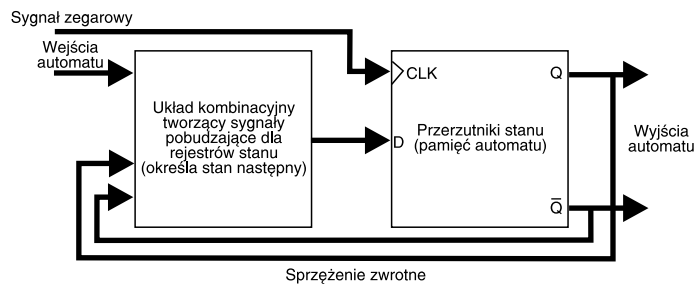 Sygnał zegarowy
Wejścia
automatu
Układ kombinacyjny
tworzący sygnały
pobudzające dla
rejestrów stanu
(określa stan następny)
CLK
Q
D
Przerzutniki stanu
(pamięć automatu)
Q̅
Wyjścia
automatu
Sprzężenie zwrotne